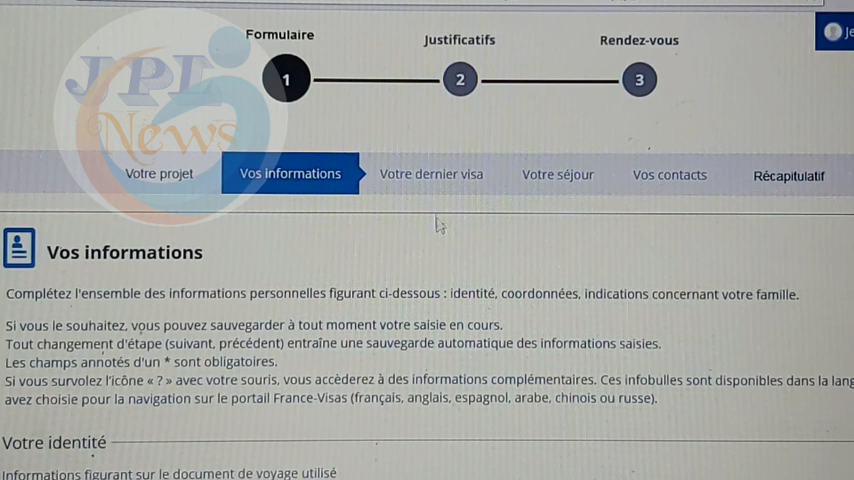 Formulaire
Justificatifs
Rendez-vous
1
2
3
JPL
News
Votre projet
Vos informations
Votre dernier visa
Votre séjour
Vos contacts
Récapitulatif
Vos informations
Complétez l'ensemble des informations personnelles figurant ci-dessous : identité, coordonnées, indications concernant votre famille.
Si vous le souhaitez, vous pouvez sauvegarder à tout moment votre saisie en cours.
Tout changement d'étape (suivant, précédent) entraîne une sauvegarde automatique des informations saisies.
Les champs annotés d'un * sont obligatoires.
Si vous survolez l'icône « ? » avec votre souris, vous accèderez à des informations complémentaires. Ces infobulles sont disponibles dans la
avez choisie pour la navigation sur le portail France-Visas (français, anglais, espagnol, arabe, chinois ou russe).
Votre identité
Informations figurant sur le document de voyage utilisé